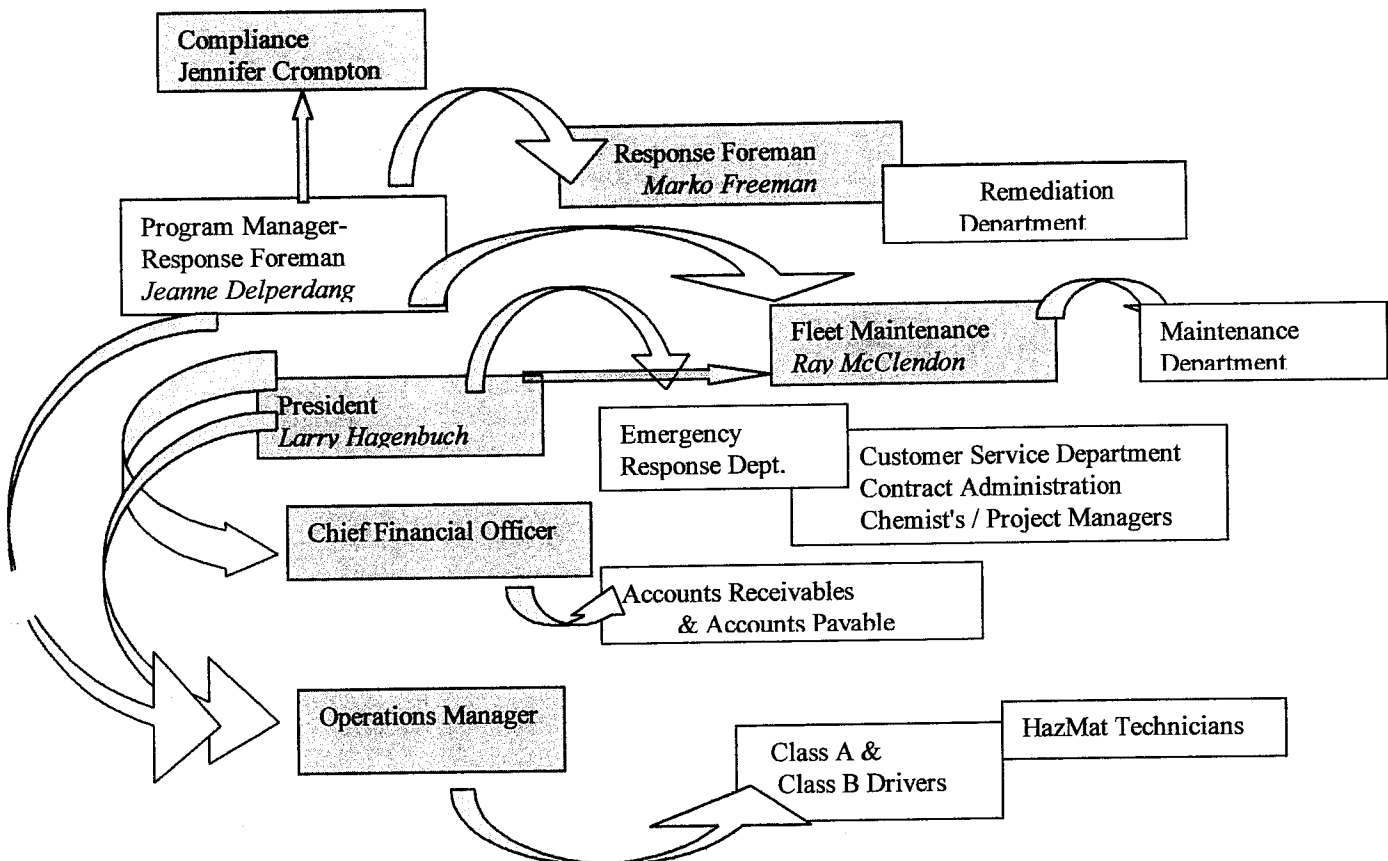 Compliance
Jennifer Crompton
Response Foreman
Marko Freeman
Remediation
Department
Program Manager-
Response Foreman
Jeanne Delperdang
Fleet Maintenance
Ray McClendon
Maintenance
Department
President
Larry Hagenbuch
Emergency
Response Dept.
Customer Service Department
Contract Administration
Chemist's / Project Managers
Chief Financial Officer
Accounts Receivables
& Accounts Payable
Operations Manager
Class A &
Class B Drivers
HazMat Technicians